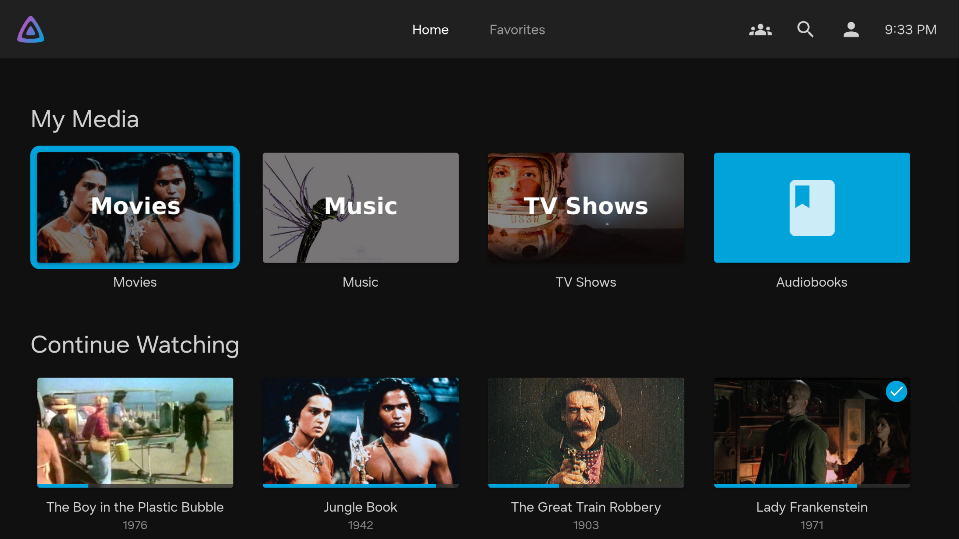 Home
Favorites
9:33 PM
My Media
Movies
Music
TV Shows
Movies
Music
TV Shows
Audiobooks
Continue Watching
The Boy in the Plastic Bubble
Jungle Book
The Great Train Robbery
Lady Frankenstein
1976
1942
1903
1971